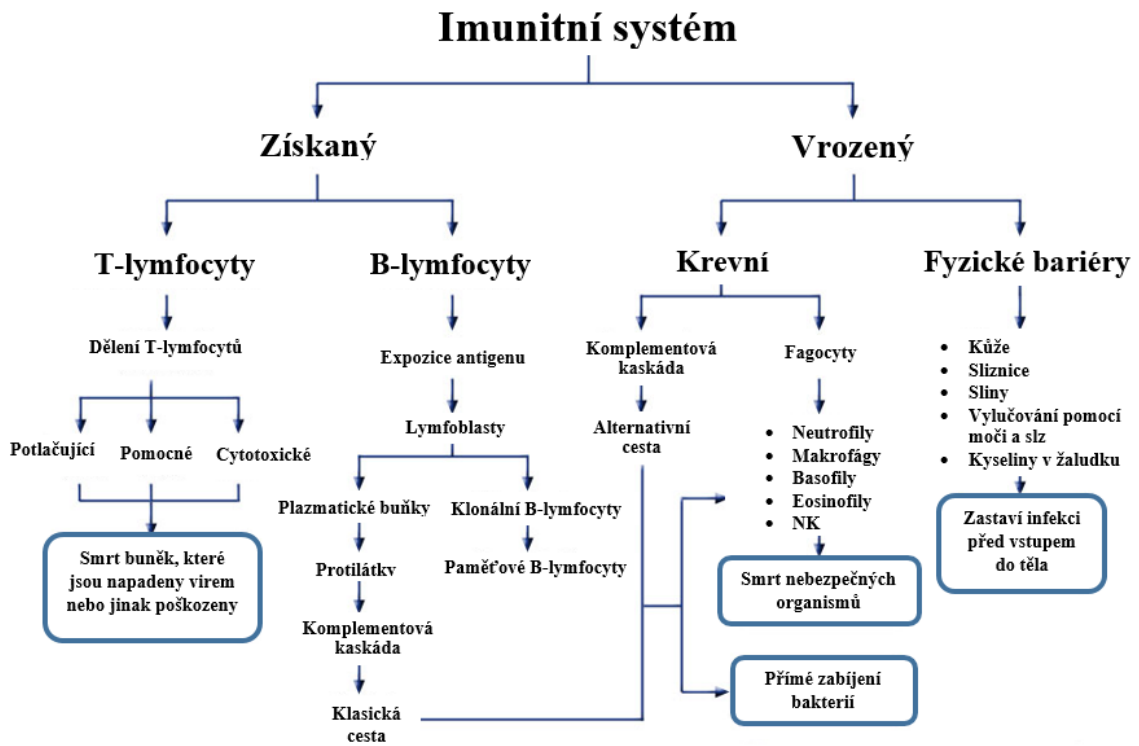 Imunitní systém
Získaný
Vrozený
T-lymfocyty
B-lymfocyty
Krevní
Fyzické bariéry
Dělení T-lymfocytů
Potlačující
Pomocné
Cytotoxické
Smrt buněk, které
jsou napadeny virem
nebo jinak poškozeny
Expozice antigenu
Lymfoblasty
Plazmatické buňky
Klonální B-lymfocyty
Protilátkv
Paměťové B-lymfocyty
Komplementová
kaskáda
Klasická
cesta
Komplementová
kaskáda
Alternativní
cesta
Fagocyty
• Neutrofily
• Makrofágy
• Basofily
• Eosinofily
• NK
Smrt nebezpečných
organismů
Přímé zabíjení
bakterií
• Kůže
• Sliznice
• Sliny
• Vylučování pomocí
moči a slz
• Kyseliny v žaludku
Zastaví infekci
před vstupem
do těla